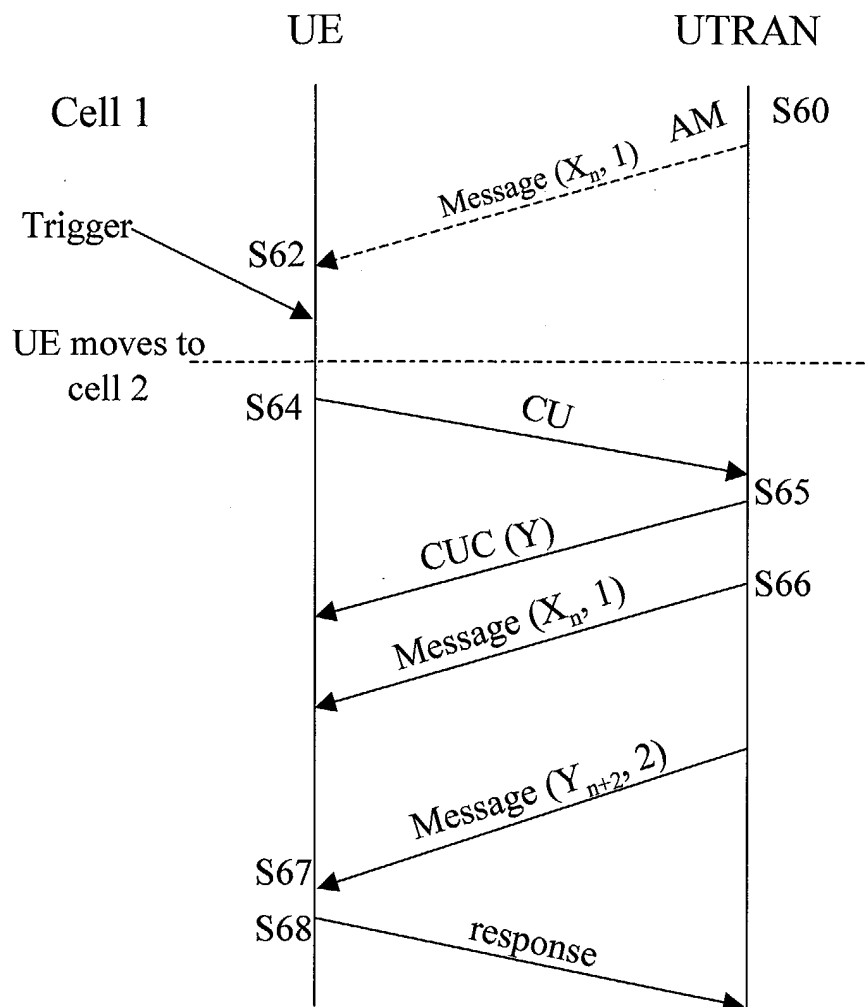 UE
UTRAN
Cell 1
S60
AM
Message (Xn, 1)
Trigger
S62
UE moves to
cell 2
S64
CU
S65
CUC (Y)
S66
Message (Xn, 1)
Message (Yn+2, 2)
S67
S68
response